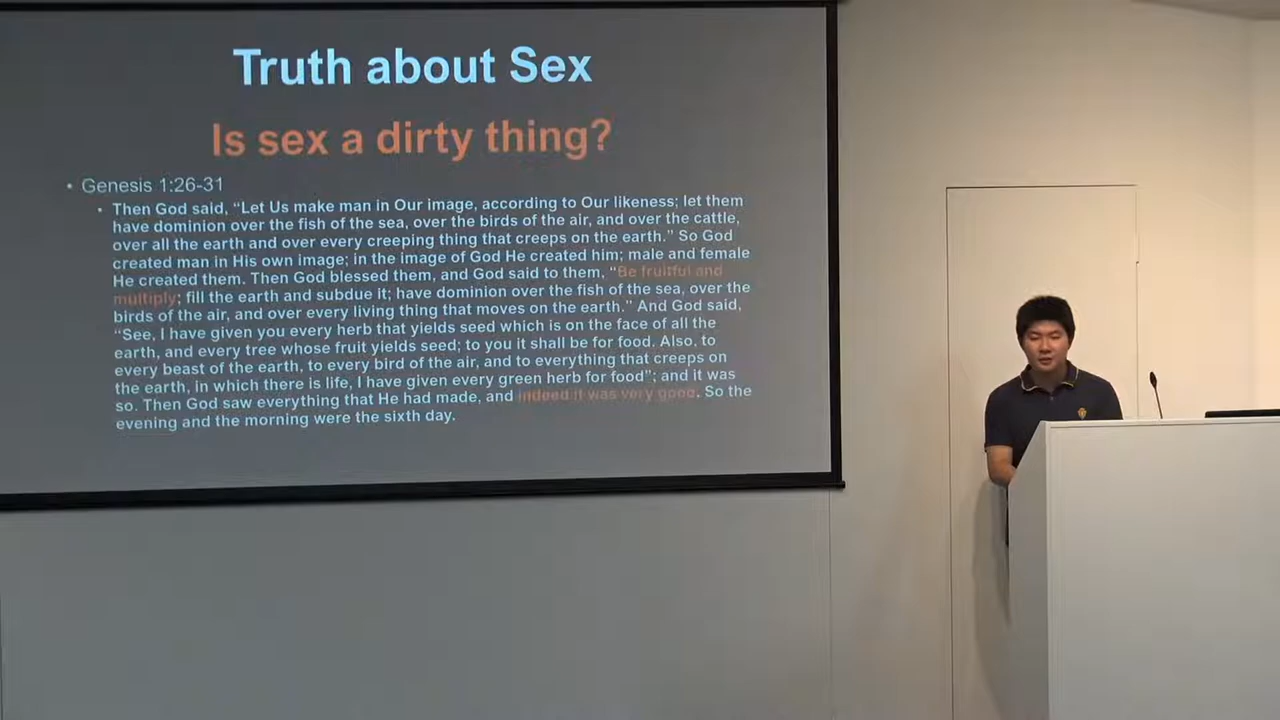 Truth about Sex
Is sex a dirty thing?
• Genesis 1:26-31
• Then God said, “Let Us make man in Our image, according to Our likeness; let them
have dominion over the fish of the sea, over the birds of the air, and over the cattle,
over all the earth and over every creeping thing that creeps on the earth.” So God
created man in His own image; in the image of God He created him; male and female
He created them. Then God blessed them, and God said to them, “Be fruitful and
multiply; fill the earth and subdue it; have dominion over the fish of the sea, over the
birds of the air, and over every living thing that moves on the earth.” And God said,
“See, I have given you every herb that yields seed which is on the face of all the
earth, and every tree whose fruit yields seed; to you it shall be for food. Also, to
every beast of the earth, to every bird of the air, and to everything that creeps on
the earth, in which there is life, I have given every green herb for food”; and it was
so. Then God saw everything that He had made, and indeed it was very good. So the
evening and the morning were the sixth day.